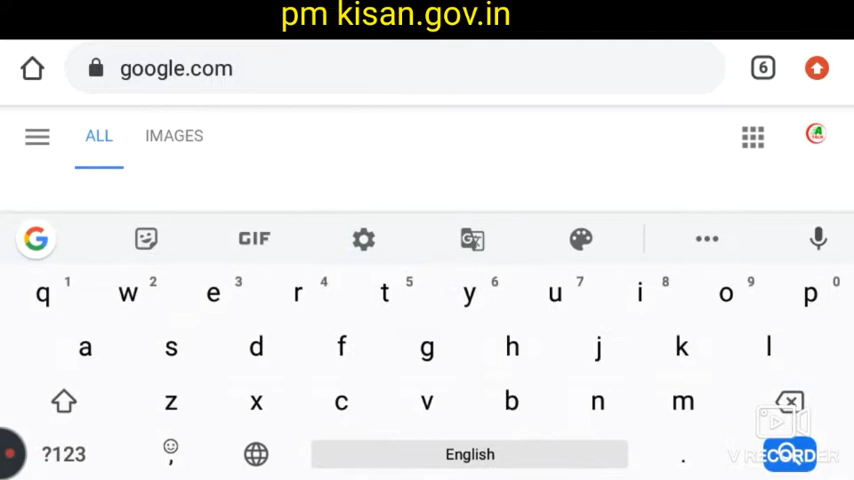 pm kisan.gov.in
google.com
6
ALL IMAGES
GIF
q 1 w 2 e 3 r 4 t 5 y 6 u 7 i 8 o 9 p 0
a s d f g h j k l
z x c v b n m
?123 , English .
V RECORDER